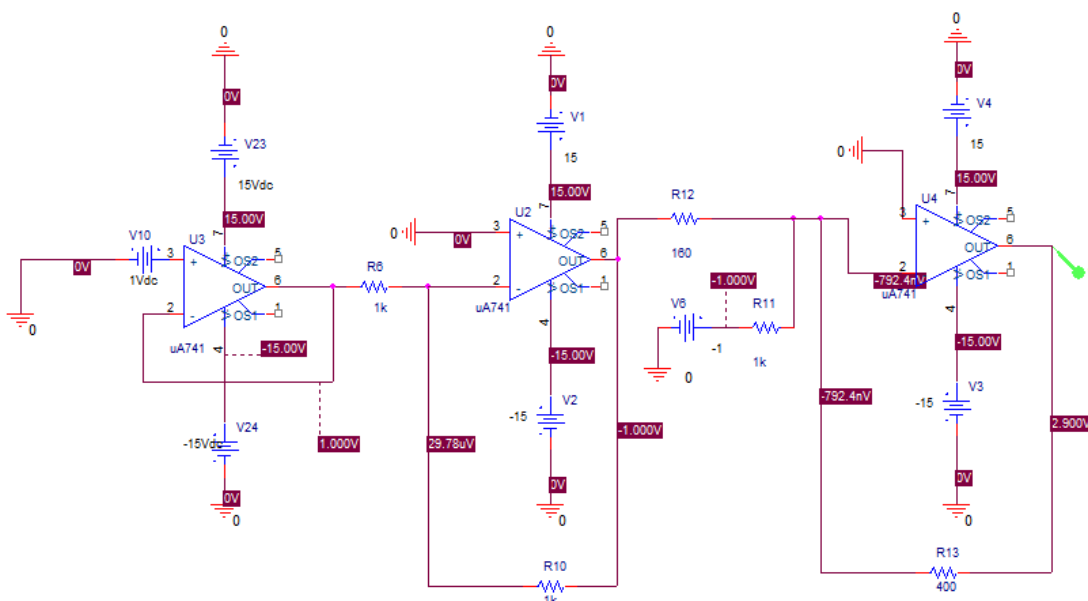 0
0
0
0V
0V
0V
V23
V1
V4
15Vdc
15
15
0
15.00V
15.00V
R12
15.00V
7
7
7
V10
U3
U2
U4
5
0V
3
5
3
5
3
+
OS2
+
OS2
+
OS2
0V
1Vdc
OUT
6
OUT
6
160
OUT
6
2
-
OS1
1
R6
2
-
OS1
1
-1.000V
-792.4nV
2
OS1
1
1k
V6
R11
uA741
4
-15.00V
uA741
4
uA741
4
0
-1
1k
-15.00V
-15.00V
0
-15
V2
-792.4nV
-15
V3
-15Vdc
V24
1.000V
29.78uV
-1.000V
2.900V
0V
0V
0V
0
0
0
R10
1k
R13
400